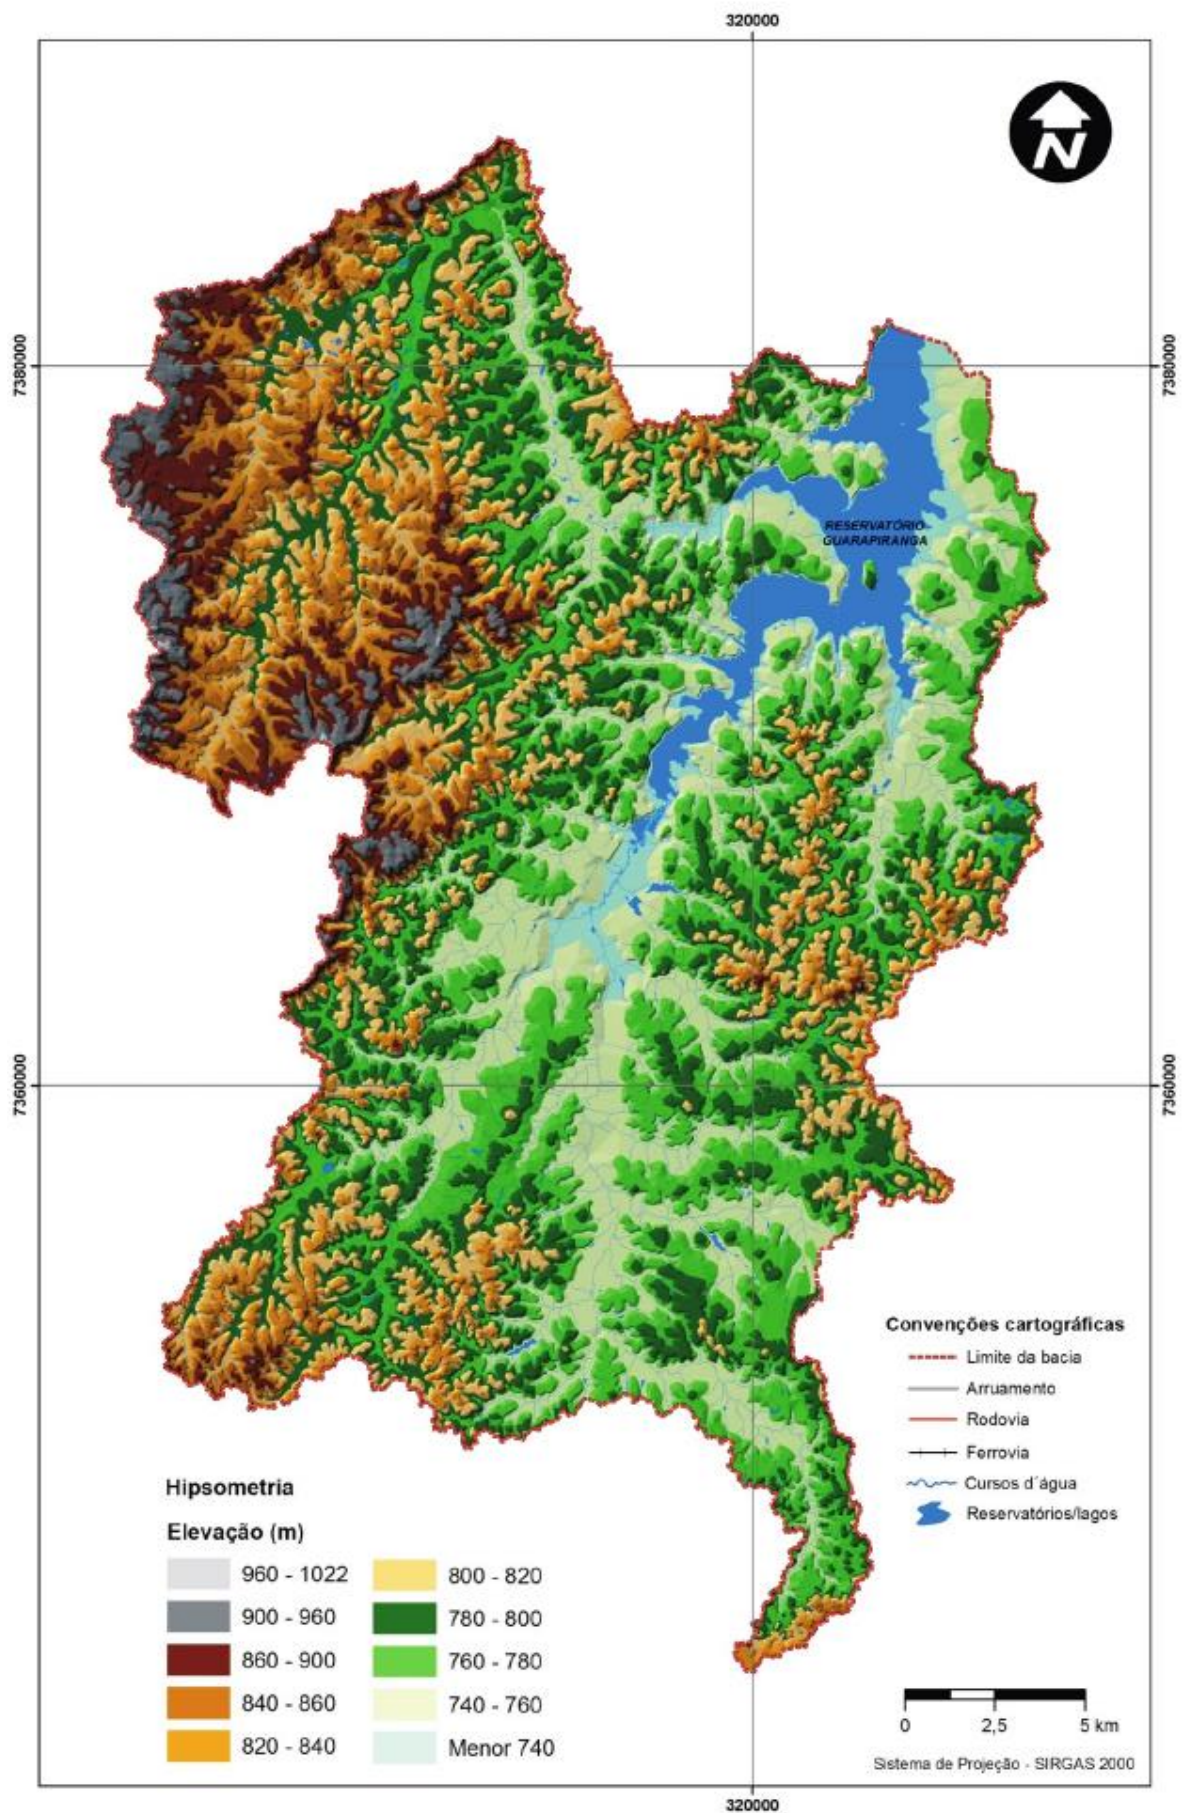 320000
N
7380000
7380000
RESERVATÓRIO
GUARAPIRANGA
7360000
7360000
Convenções cartográficas
Limite da bacia
Arruamento
Rodovia
Ferrovia
Cursos d´água
Reservatórios/lagos
Hipsometria
Elevação (m)
960 - 1022
900 - 960
860 - 900
840 - 860
820 - 840
800 - 820
780 - 800
760 - 780
740 - 760
Menor 740
0 2,5 5 km
Sistema de Projeção - SIRGAS 2000
320000